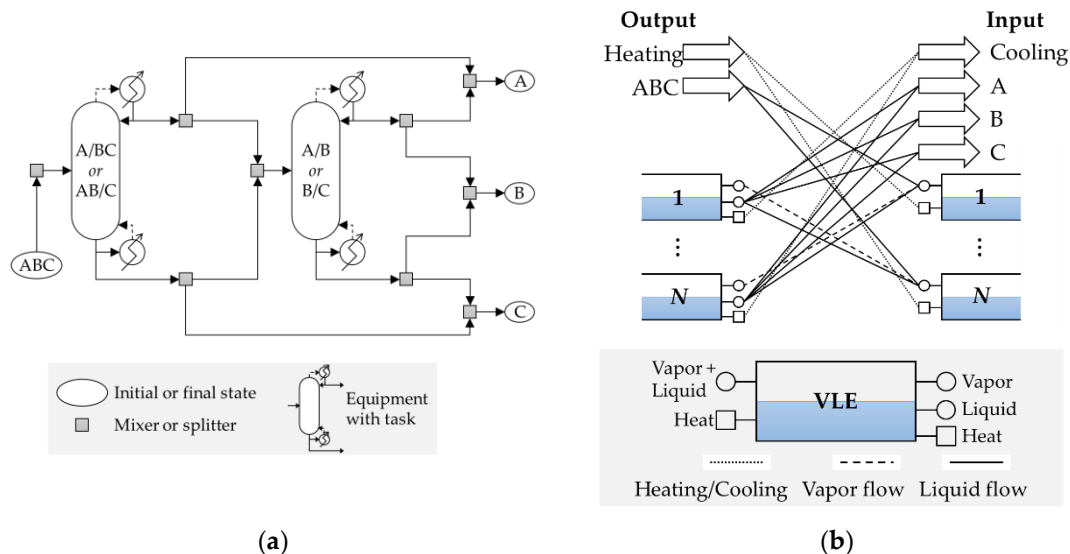 A/BC
or
AB/C
ABC
A/B
or
B/C
A
B
C
Initial or final state
Mixer or splitter
Equipment
with task
(a)
Output
Input
Heating
Cooling
ABC
A
B
C
1
1
⋮
⋮
N
N
Vapor +
Liquid
Heat
VLE
Vapor
Liquid
Heat
Heating/Cooling
Vapor flow
Liquid flow
(b)